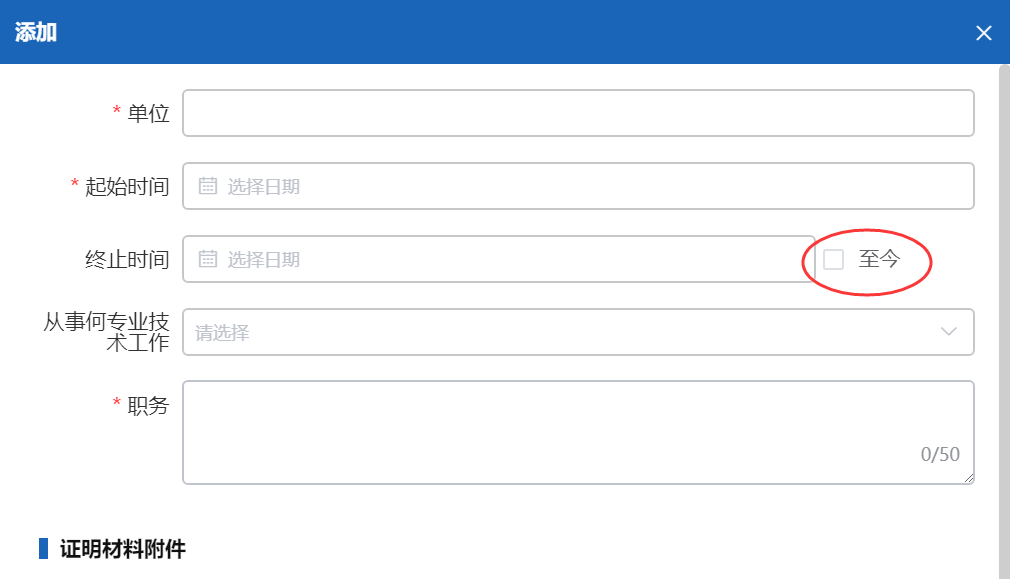 添加
* 单位
* 起始时间 选择日期
终止时间 选择日期 至今
从事何专业技
术工作 请选择
* 职务
0/50
证明材料附件